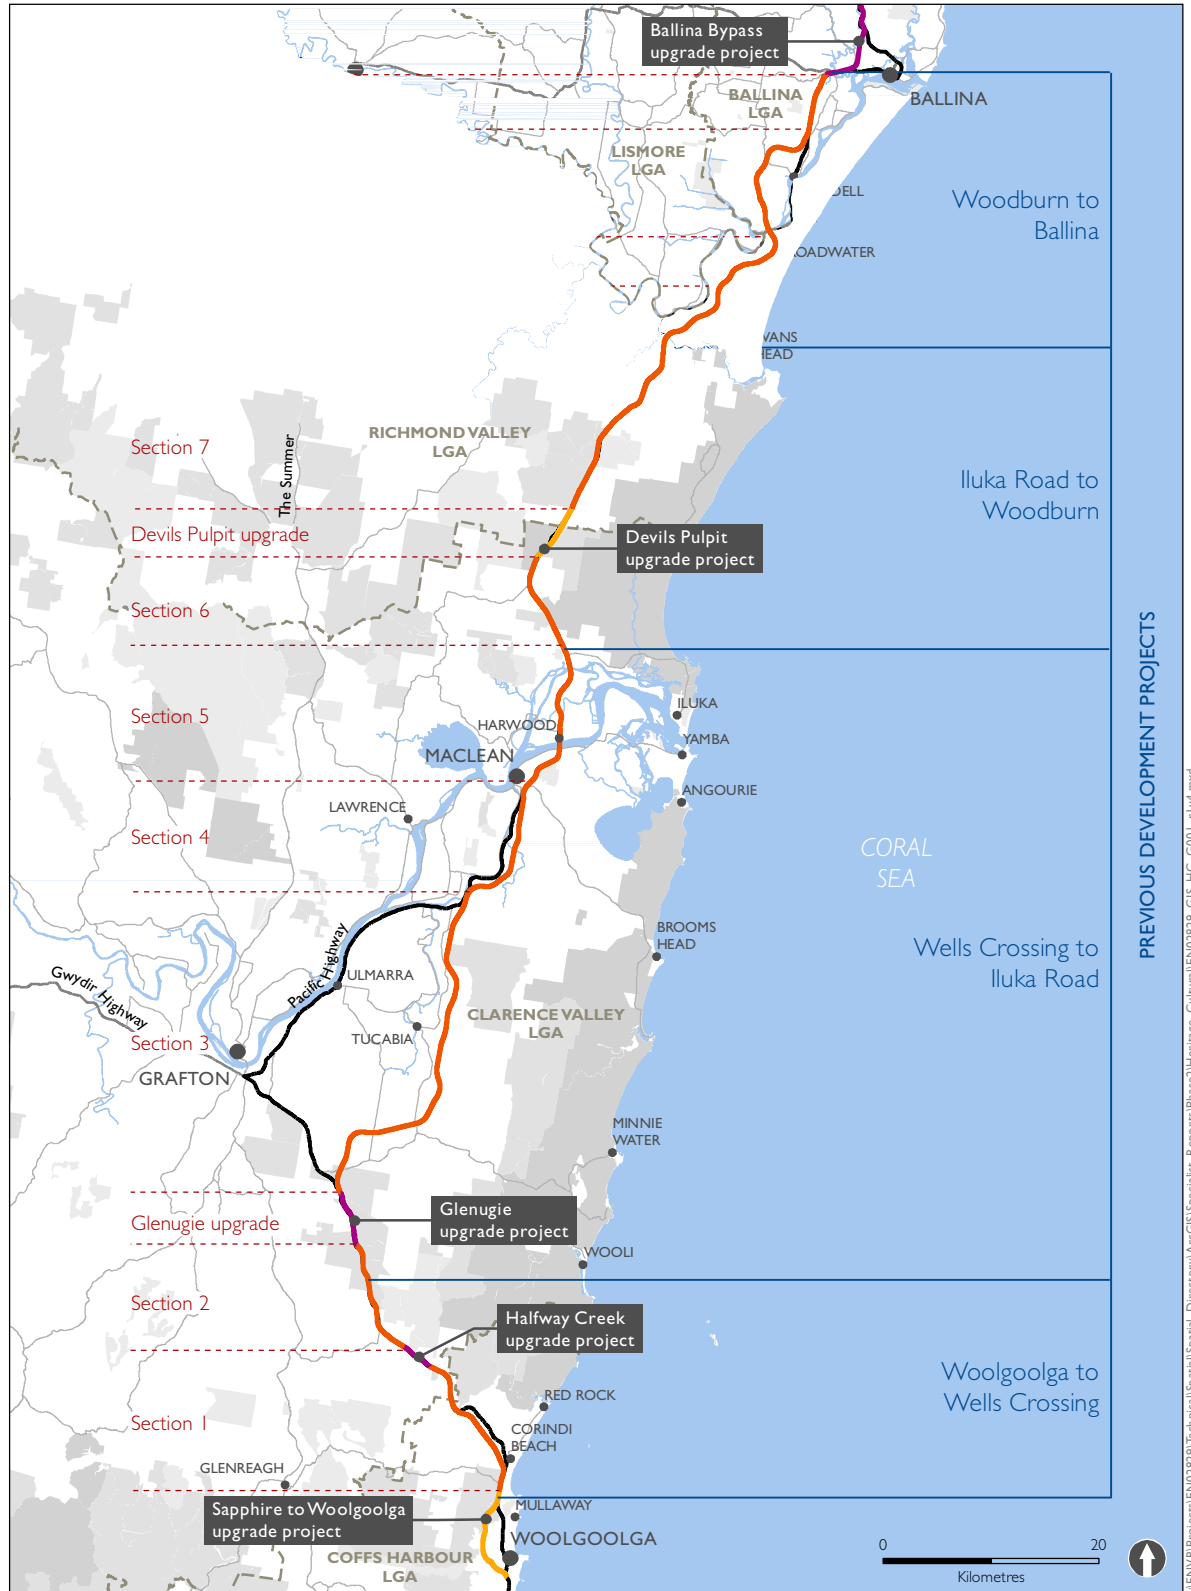 Ballina Bypass
upgrade project
BALLINA
LGA
BALLINA
LISMORE
LGA
DELL
Woodburn to
Ballina
OADWATER
VANS
HEAD
RICHMOND VALLEY
LGA
Section 7
The Summer
Iluka Road to
Woodburn
Devils Pulpit upgrade
Devils Pulpit
upgrade project
Section 6
PREVIOUS DEVELOPMENT PROJECTS
Section 5
ILUKA
HARWOOD
YAMBA
MACLEAN
ANGOURIE
LAWRENCE
Section 4
CORAL
SEA
BROOMS
HEAD
Wells Crossing to
Iluka Road
Pacific Highway
ULMARRA
Gwydir Highway
CLARENCE VALLEY
LGA
TUCABIA
Section 3
GRAFTON
MINNIE
WATER
Glenugie upgrade
Glenugie
upgrade project
WOOLI
Section 2
Halfway Creek
upgrade project
Woolgoolga to
Wells Crossing
RED ROCK
Section 1
CORINDI
BEACH
GLENREAGH
Sapphire to Woolgoolga
upgrade project
MULLAWAY
WOOLGOOLGA
COFFS HARBOUR
LGA
0 20
Kilometres